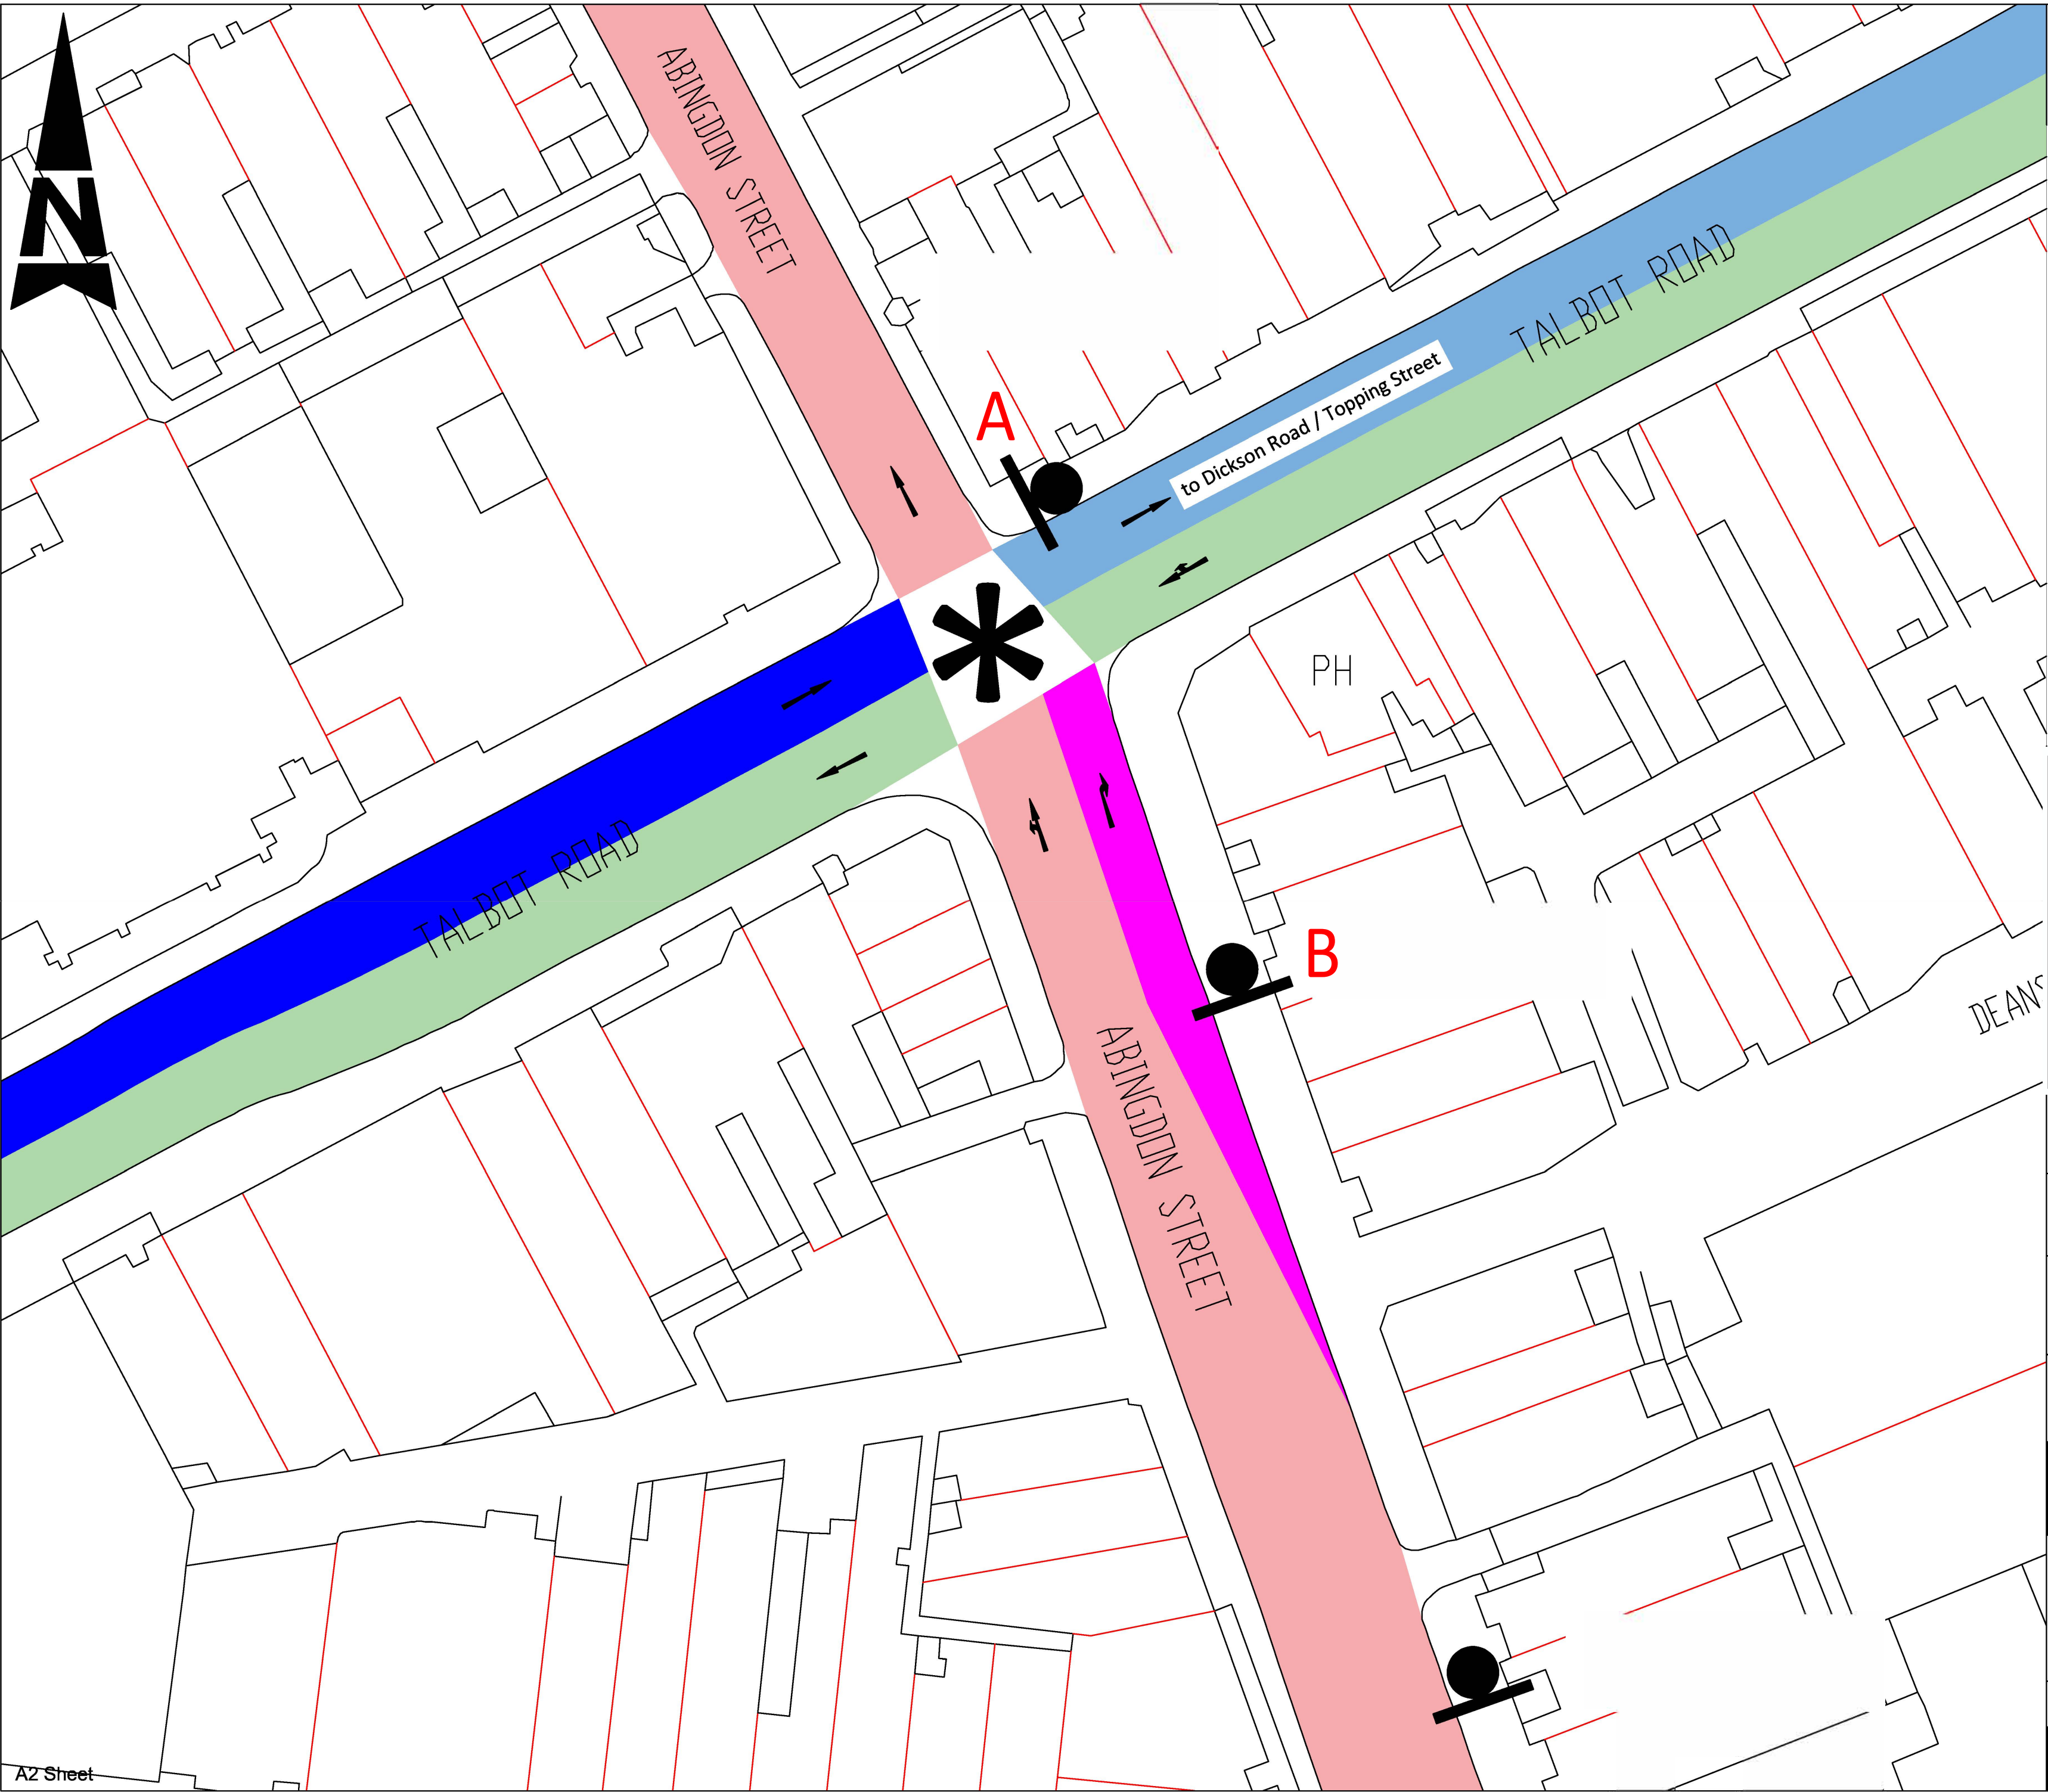 ABINGDON STREET
N
TALBOT ROAD
to Dickson Road / Topping Street
A
PH
TALBOT ROAD
B
DEANS
ABINGDON STREET
A2 Sheet